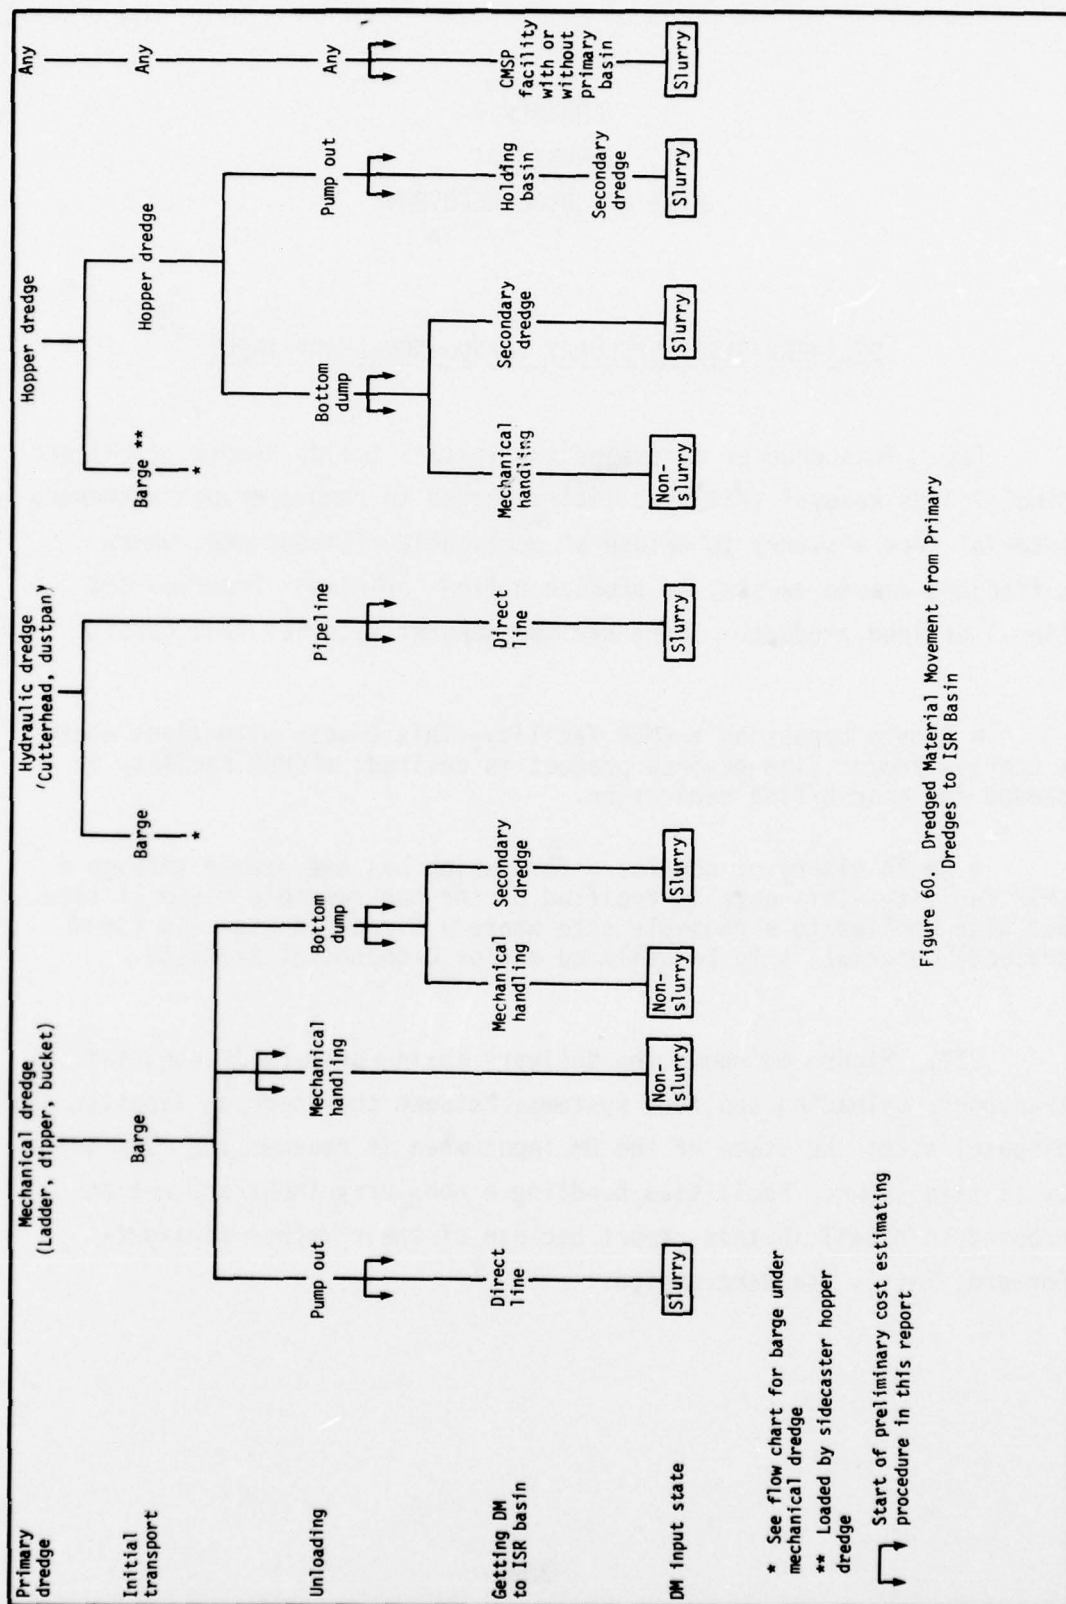 Primary
dredge
Mechanical dredge
(Ladder, dipper, bucket)
Hydraulic dredge
(Cutterhead, dustpan)
Hopper dredge
Any
Initial
transport
Barge
Barge
*
Barge **
*
Hopper dredge
Any
Unloading
Pump out
Mechanical
handling
Bottom
dump
Pipeline
Bottom
dump
Pump out
Any
Getting DM
to ISR basin
Direct
line
Mechanical
handling
Secondary
dredge
Direct
line
Mechanical
handling
Secondary
dredge
Holding
basin
Secondary
dredge
CMSP
facility
with or
without
primary
basin
DM input state
Slurry
Non-
slurry
Non-
slurry
Slurry
Slurry
Non-
slurry
Slurry
Slurry
Slurry
* See flow chart for barge under
mechanical dredge
** Loaded by sidecaster hopper
dredge
Start of preliminary cost estimating
procedure in this report
Figure 60. Dredged Material Movement from Primary
Dredges to ISR Basin